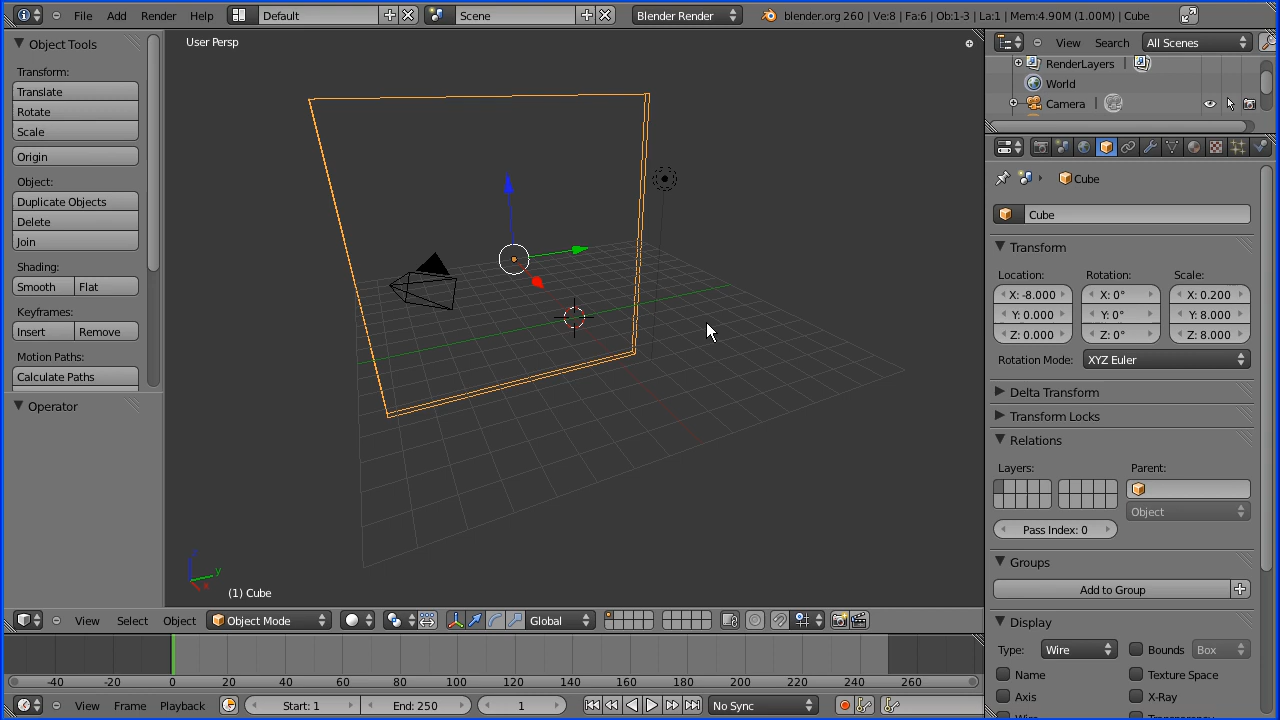 File Add Render Help Default Scene Blender Render blender.org 260 | Ve:8 | Fa:6 | Ob:1-3 | La:1 | Mem:4.90M (1.00M) | Cube
Object Tools
Transform:
Translate
Rotate
Scale
Origin
Object:
Duplicate Objects
Delete
Join
Shading:
Smooth Flat
Keyframes:
Insert Remove
Motion Paths:
Calculate Paths
Operator
User Persp
y
x
(1) Cube
View Select Object Object Mode Global
-40 -20 0 20 40 60 80 100 120 140 160 180 200 220 240 260
View Frame Playback Start: 1 End: 250 1 No Sync
View Search All Scenes
RenderLayers |
World
Camera |
Cube
Cube
Transform
Location: Rotation: Scale:
X: -8.000 X: 0° X: 0.200
Y: 0.000 Y: 0° Y: 8.000
Z: 0.000 Z: 0° Z: 8.000
Rotation Mode: XYZ Euler
Delta Transform
Transform Locks
Relations
Layers: Parent:
Object
Pass Index: 0
Groups
Add to Group
Display
Type: Wire Bounds Box
Name Texture Space
Axis X-Ray